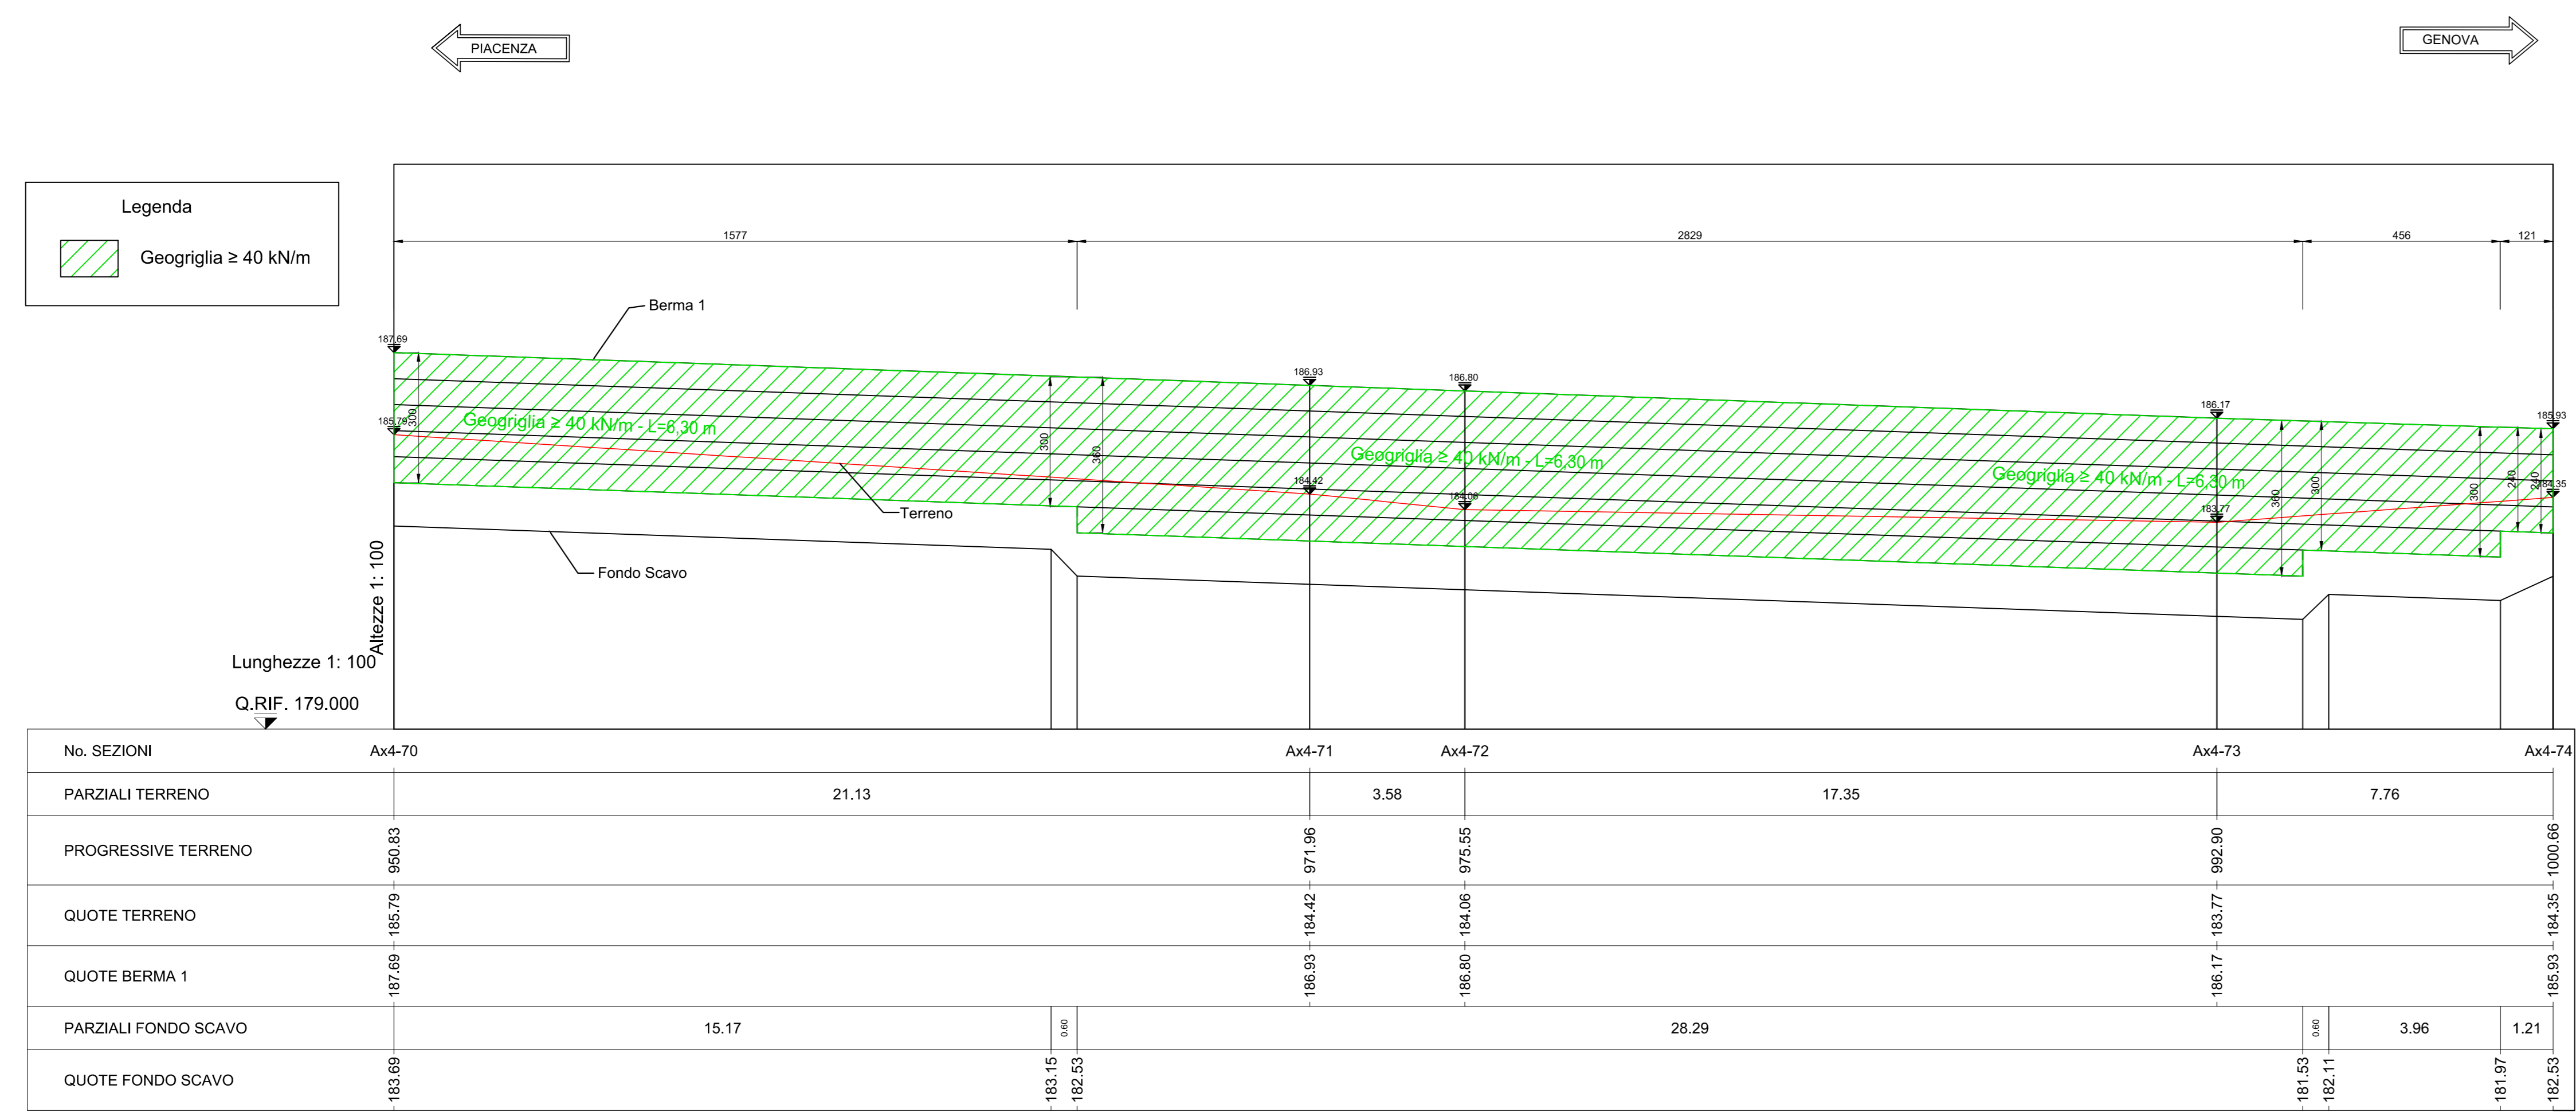 PIACENZA
GENOVA
Legenda
Geogriglia ≥ 40 kN/m
1577
2829
456
121
Berma 1
187.69
186.93
186.80
186.17
185.93
185.79
300
Geogriglia ≥ 40 kN/m - L=6,30 m
300
360
Geogriglia ≥ 40 kN/m - L=6,30 m
Geogriglia ≥ 40 kN/m - L=6,30 m
360
300
300
240
240
184.42
183.77
184.35
Terreno
Fondo Scavo
Altezze 1: 100
Lunghezze 1: 100
Q.RIF. 179.000
No. SEZIONI Ax4-70 Ax4-71 Ax4-72 Ax4-73 Ax4-74
PARZIALI TERRENO 21.13 3.58 17.35 7.76
PROGRESSIVE TERRENO 950.83 971.96 975.55 992.90 1000.66
QUOTE TERRENO 185.79 184.42 184.06 183.77 184.35
QUOTE BERMA 1 187.69 186.93 186.80 186.17 185.93
PARZIALI FONDO SCAVO 15.17 0.60 28.29 0.60 3.96 1.21
QUOTE FONDO SCAVO 183.69 183.15 182.53 181.53 182.11 181.97 182.53